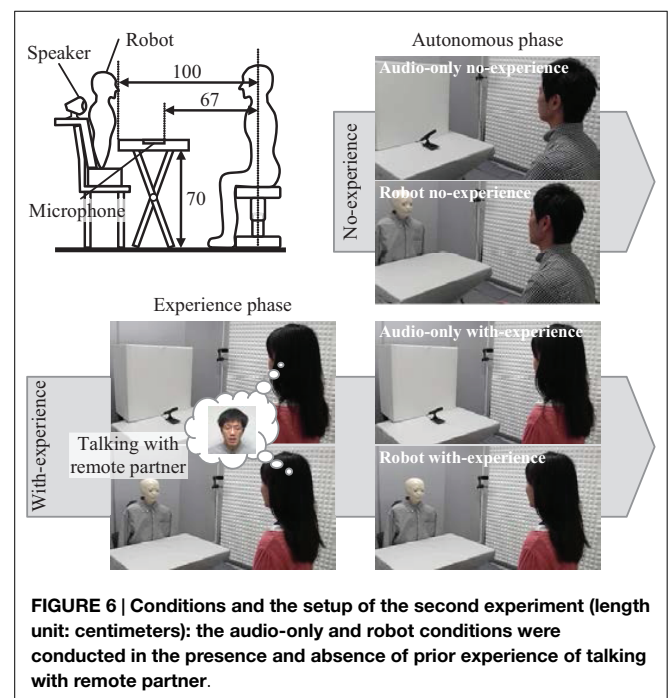 Robot
Speaker
100
67
70
Microphone
Autonomous phase
No-experience
Audio-only no-experience
Robot no-experience
Experience phase
With-experience
Talking with
remote partner
Audio-only with-experience
Robot with-experience
FIGURE 6 | Conditions and the setup of the second experiment (length
unit: centimeters): the audio-only and robot conditions were
conducted in the presence and absence of prior experience of talking
with remote partner.